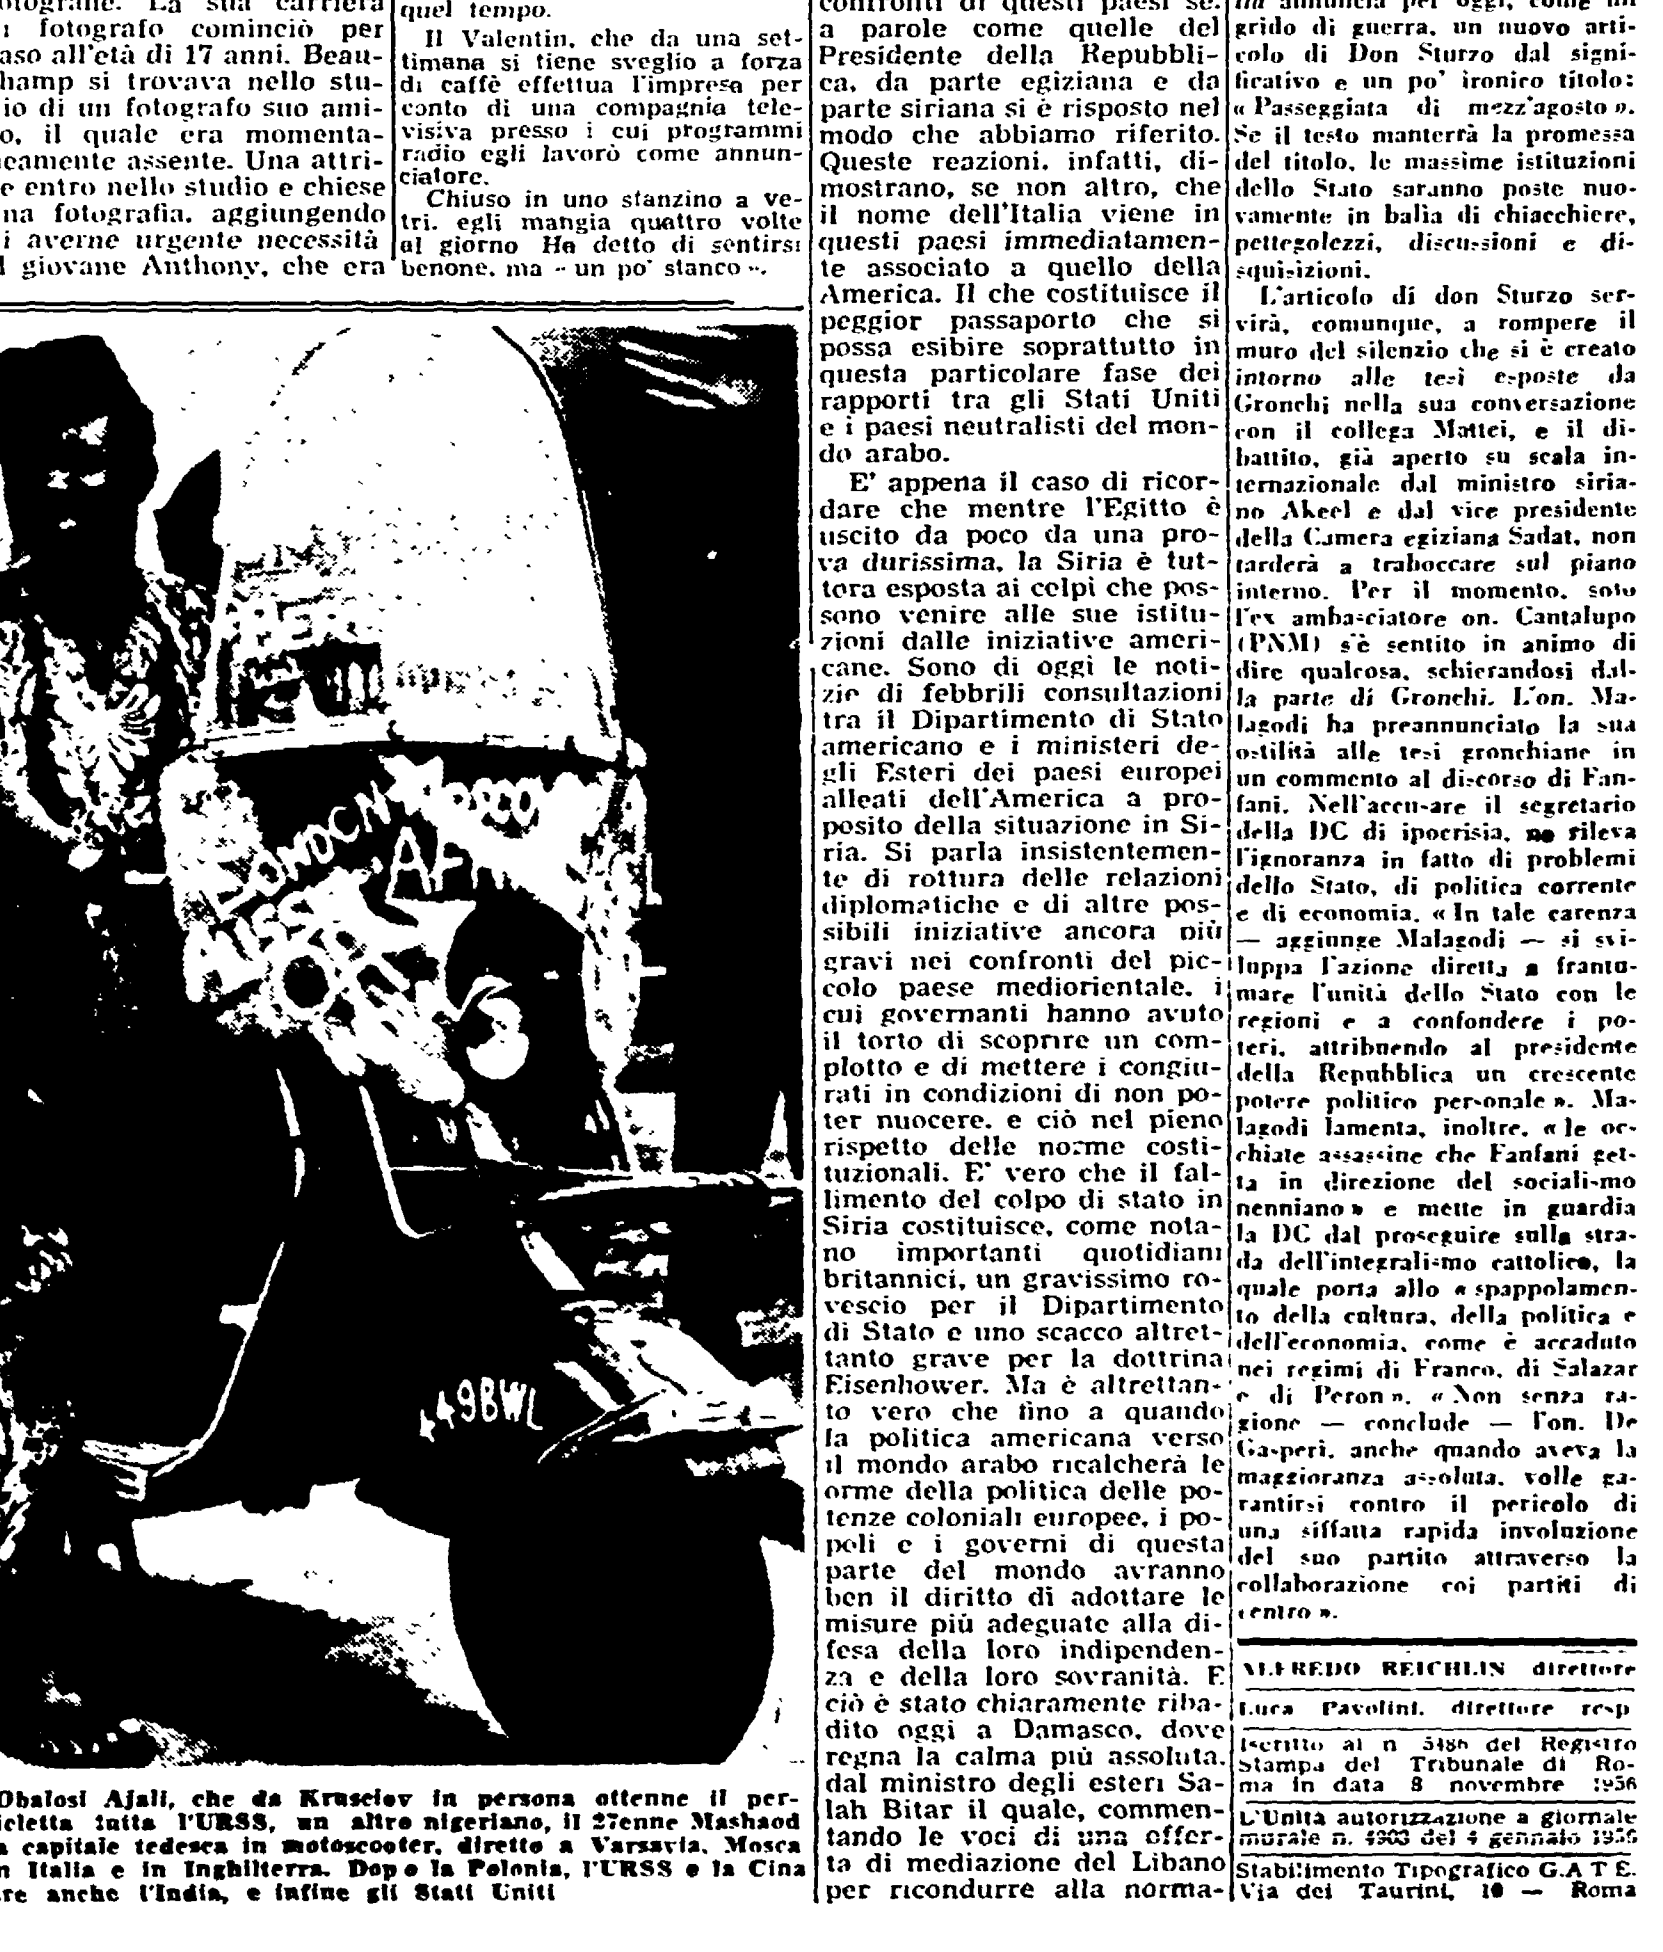 otografie. La sua carriera
fotografo cominciò per
aso all'età di 17 anni. Beau-
hamp si trovava nello stu-
io di un fotografo suo ami-
o, il quale era momenta-
eamente assente. Una attri-
e entro nello studio e chiese
na fotografia, aggiungendo
i averne urgente necessità
l giovane Anthony, che era
quel tempo.
Il Valentin, che da una set-
timana si tiene sveglio a forza
di caffè effettua l'impresa per
conto di una compagnia tele-
visiva presso i cui programmi
radio egli lavorò come annun-
ciatore.
Chiuso in uno stanzino a ve-
tri, egli mangia quattro volte
al giorno Ha detto di sentirsi
benone, ma « un po' stanco ».
LONDON MOSCO
AFR
449BWL
Obalosi Ajali, che da Krusciov in persona ottenne il per-
icletta tutta l'URSS, un altro nigeriano, il 27enne Mashaod
a capitale tedesca in motoscooter, diretto a Varsavia, Mosca
n Italia e in Inghilterra. Dopo la Polonia, l'URSS e la Cina
re anche l'India, e infine gli Stati Uniti
confronti di questi paesi se,
a parole come quelle del
Presidente della Repubbli-
ca, da parte egiziana e da
parte siriana si è risposto nel
modo che abbiamo riferito.
Queste reazioni, infatti, di-
mostrano, se non altro, che
il nome dell'Italia viene in
questi paesi immediatamen-
te associato a quello della
America. Il che costituisce il
peggior passaporto che si
possa esibire soprattutto in
questa particolare fase dei
rapporti tra gli Stati Uniti
e i paesi neutralisti del mon-
do arabo.
E' appena il caso di ricor-
dare che mentre l'Egitto è
uscito da poco da una pro-
va durissima, la Siria è tut-
tora esposta ai colpi che pos-
sono venire alle sue istitu-
zioni dalle iniziative ameri-
cane. Sono di oggi le noti-
zie di febbrili consultazioni
tra il Dipartimento di Stato
americano e i ministeri de-
gli Esteri dei paesi europei
alleati dell'America a pro-
posito della situazione in Si-
ria. Si parla insistentemen-
te di rottura delle relazioni
diplomatiche e di altre pos-
sibili iniziative ancora più
gravi nei confronti del pic-
colo paese mediorientale, i
cui governanti hanno avuto
il torto di scoprire un com-
plotto e di mettere i congiu-
rati in condizioni di non po-
ter nuocere, e ciò nel pieno
rispetto delle norme costi-
tuzionali. E' vero che il fal-
limento del colpo di stato in
Siria costituisce, come nota-
no importanti quotidiani
britannici, un gravissimo ro-
vescio per il Dipartimento
di Stato e uno scacco altret-
tanto grave per la dottrina
Eisenhower. Ma è altrettan-
to vero che fino a quando
la politica americana verso
il mondo arabo ricalcherà le
orme della politica delle po-
tenze coloniali europee, i po-
poli e i governi di questa
parte del mondo avranno
ben il diritto di adottare le
misure più adeguate alla di-
fesa della loro indipenden-
za e della loro sovranità. E
ciò è stato chiaramente riba-
dito oggi a Damasco, dove
regna la calma più assoluta,
dal ministro degli esteri Sa-
lah Bitar il quale, commen-
tando le voci di una offer-
ta di mediazione del Libano
per ricondurre alla norma-
annuncia per oggi, come un
grido di guerra, un nuovo arti-
colo di Don Sturzo dal signi-
ficativo e un po' ironico titolo:
« Passeggiata di mezz'agosto ».
Se il testo manterrà la promessa
del titolo, le massime istituzioni
dello Stato saranno poste nuo-
vamente in balìa di chiacchiere,
pettegolezzi, discussioni e di-
squisizioni.
L'articolo di don Sturzo ser-
virà, comunque, a rompere il
muro del silenzio che si è creato
intorno alle tesi esposte da
Gronchi nella sua conversazione
con il collega Mattei, e il di-
battito, già aperto su scala in-
ternazionale dal ministro siria-
no Akeel e dal vice presidente
della Camera egiziana Sadat, non
tarderà a traboccare sul piano
interno. Per il momento, solo
l'ex ambasciatore on. Cantalupo
(PNM) s'è sentito in animo di
dire qualcosa, schierandosi dal-
la parte di Gronchi. L'on. Ma-
lagodi ha preannunciato la sua
ostilità alle tesi gronchiane in
un commento al discorso di Fan-
fani. Nell'accusare il segretario
della DC di ipocrisia, ne rileva
l'ignoranza in fatto di problemi
dello Stato, di politica corrente
e di economia. « In tale carenza
— aggiunge Malagodi — si svi-
luppa l'azione diretta a frantu-
mare l'unità dello Stato con le
regioni e a confondere i po-
teri, attribuendo al presidente
della Repubblica un crescente
potere politico personale ». Ma-
lagodi lamenta, inoltre, « le oc-
chiate assassine che Fanfani get-
ta in direzione del socialismo
nenniano » e mette in guardia
la DC dal proseguire sulla stra-
da dell'integralismo cattolico, la
quale porta allo « spappolamen-
to della cultura, della politica e
dell'economia, come è accaduto
nei regimi di Franco, di Salazar
e di Peron ». « Non senza ra-
gione — conclude — l'on. De
Gasperi, anche quando aveva la
maggioranza assoluta, volle ga-
rantirsi contro il pericolo di
una siffatta rapida involuzione
del suo partito attraverso la
collaborazione coi partiti di
centro ».
ALFREDO REICHLIN direttore
Luca Pavolini, direttore resp
Iscritto al n 5486 del Registro
Stampa del Tribunale di Ro-
ma in data 8 novembre 1956
L'Unità autorizzazione a giornale
murale n. 4903 del 4 gennaio 1956
Stabilimento Tipografico G.A T E.
Via dei Taurini, 19 — Roma